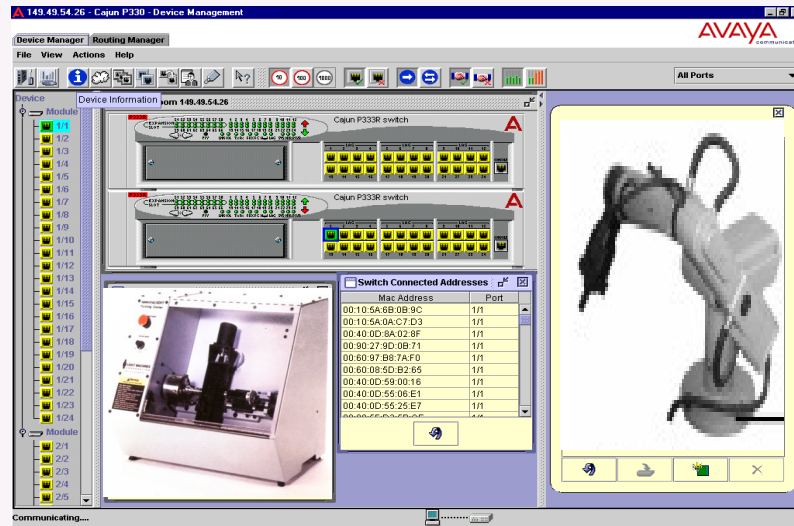 149.49.54.26 - Cajun P330 - Device Management
Device Manager Routing Manager
AVAYA
communication
File View Actions Help
10 100 1000
All Ports
Device
Device Information
149.49.54.26
Module
Cajun P333R switch
1/1
1/2
1/3
1/4
1/5
1/6
1/7
1/8
1/9
1/10
1/11
1/12
1/13
1/14
1/15
1/16
1/17
1/18
1/19
1/20
1/21
1/22
1/23
1/24
Module
2/1
2/2
2/3
2/4
2/5
Cajun P333R switch
Switch Connected Addresses
Mac Address Port
00:10:5A:6B:0B:9C 1/1
00:10:5A:0A:C7:D3 1/1
00:40:0D:8A:02:8F 1/1
00:90:27:9D:0B:71 1/1
00:60:97:B8:7A:F0 1/1
00:60:08:5D:B2:65 1/1
00:40:0D:59:00:16 1/1
00:40:0D:55:06:E1 1/1
00:40:0D:55:25:E7 1/1
Communicating....